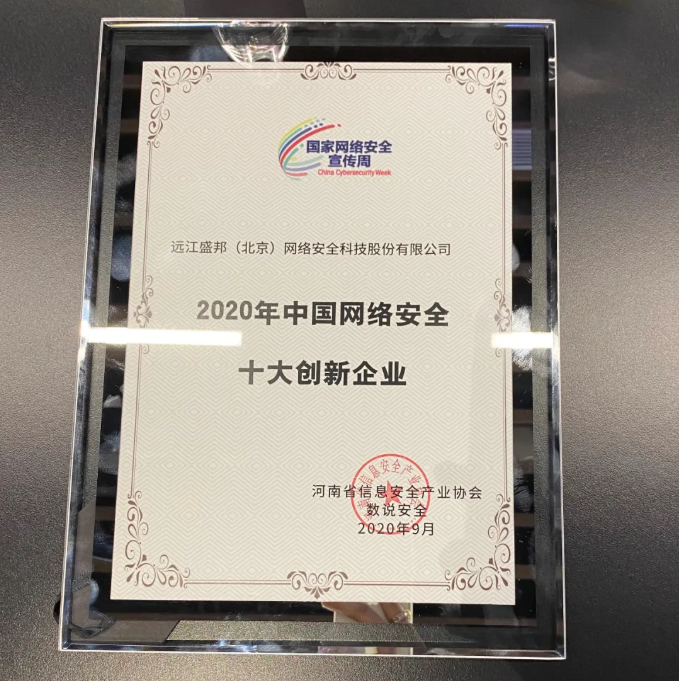 国家网络安全
宣传周
China Cybersecurity Week
远江盛邦（北京）网络安全科技股份有限公司
2020年中国网络安全
十大创新企业
河南省信息安全产业协会
数说安全
2020年9月